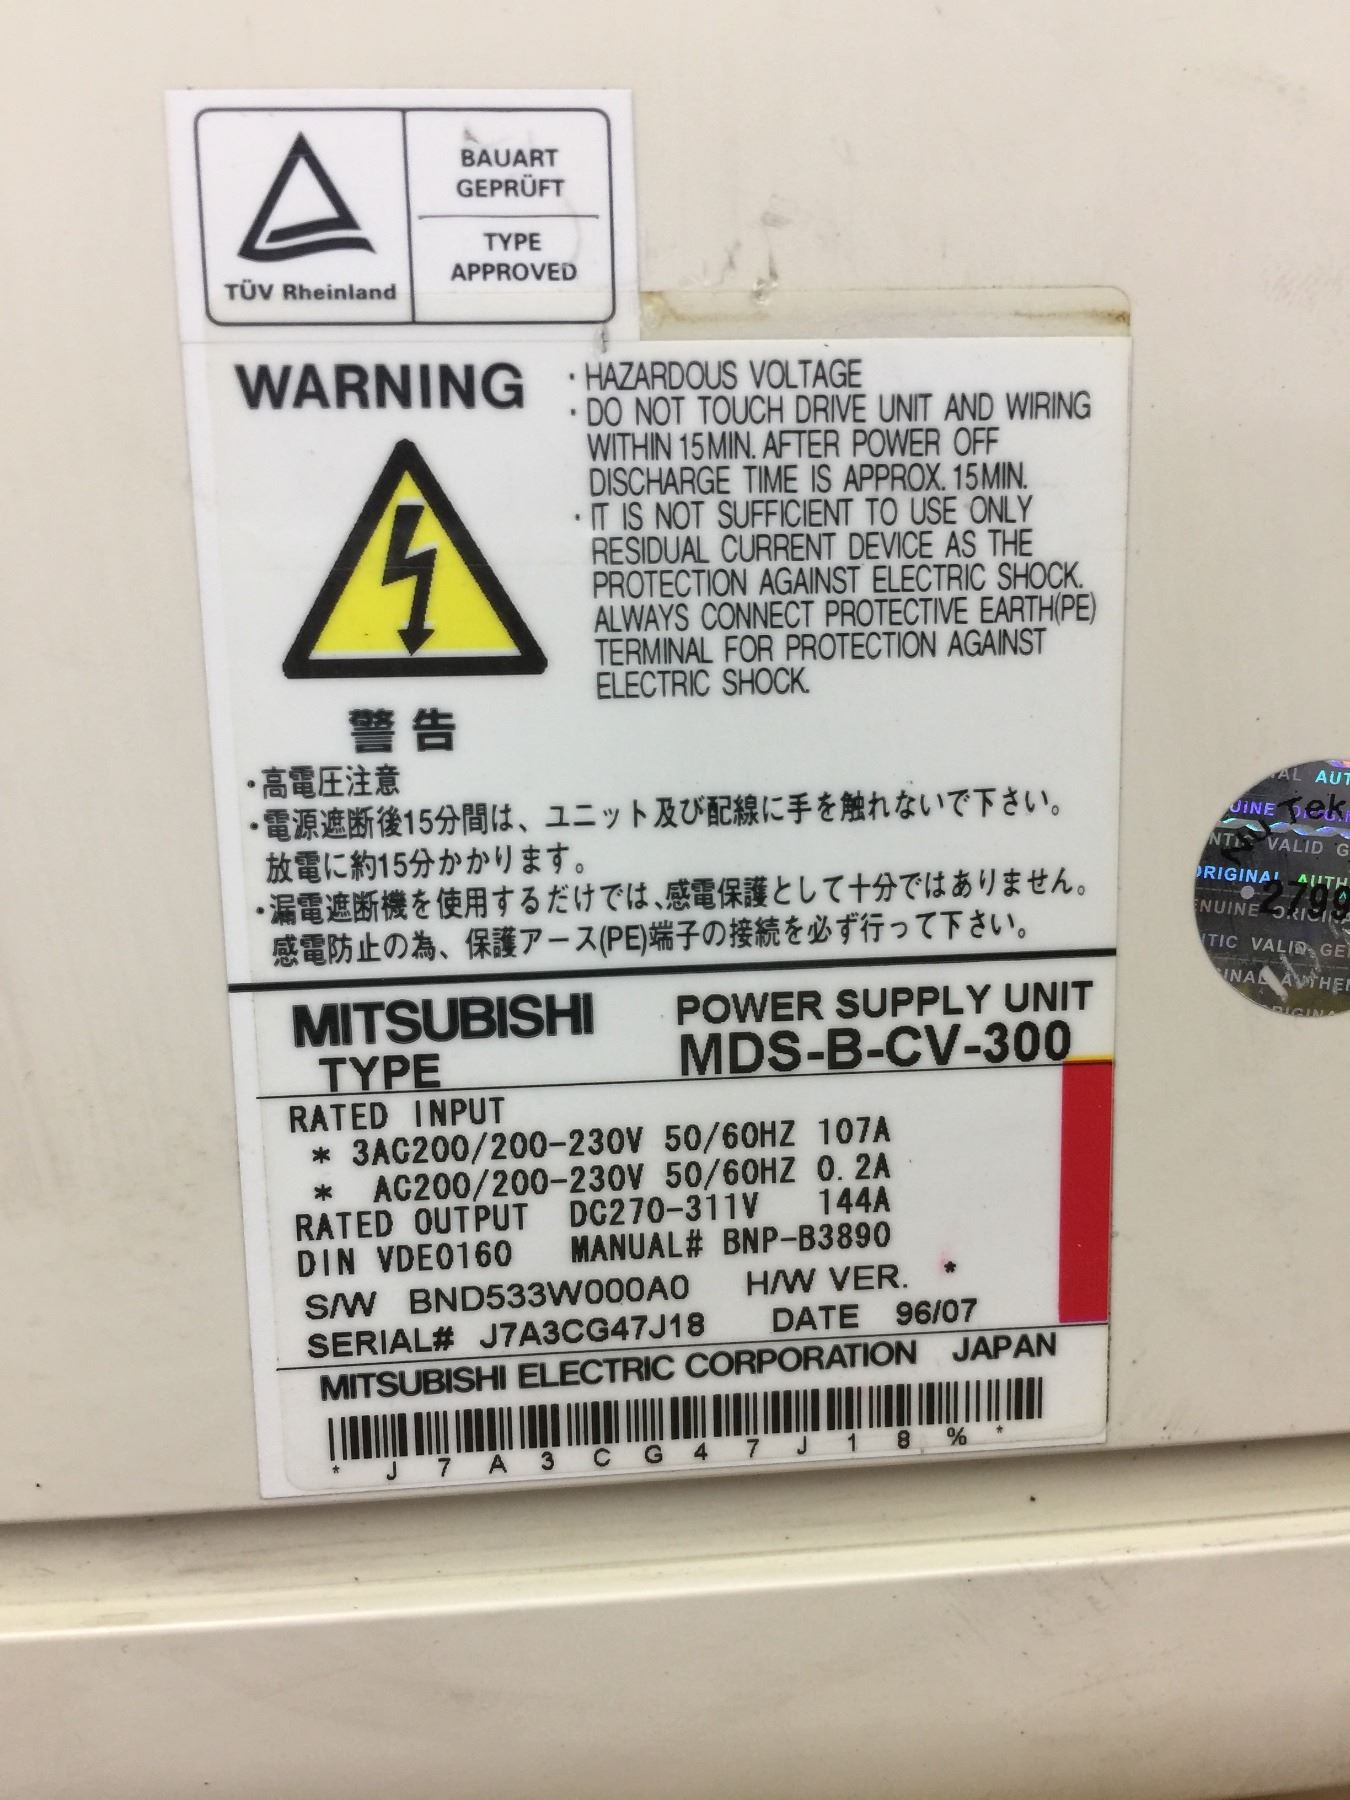 BAUART
GEPRÜFT
TYPE
APPROVED
TÜV Rheinland
WARNING
・HAZARDOUS VOLTAGE
・DO NOT TOUCH DRIVE UNIT AND WIRING
WITHIN 15MIN. AFTER POWER OFF
DISCHARGE TIME IS APPROX. 15MIN.
・IT IS NOT SUFFICIENT TO USE ONLY
RESIDUAL CURRENT DEVICE AS THE
PROTECTION AGAINST ELECTRIC SHOCK.
ALWAYS CONNECT PROTECTIVE EARTH(PE)
TERMINAL FOR PROTECTION AGAINST
ELECTRIC SHOCK.
警告
・高電圧注意
・電源遮断後15分間は、ユニット及び配線に手を触れないで下さい。
放電に約15分かかります。
・漏電遮断機を使用するだけでは、感電保護として十分ではありません。
感電防止の為、保護アース(PE)端子の接続を必ず行って下さい。
MITSUBISHI POWER SUPPLY UNIT
TYPE MDS-B-CV-300
RATED INPUT
* 3AC200/200-230V 50/60HZ 107A
* AC200/200-230V 50/60HZ 0.2A
RATED OUTPUT DC270-311V 144A
DIN VDE0160 MANUAL# BNP-B3890
S/W BND533W000A0 H/W VER. *
SERIAL# J7A3CG47J18 DATE 96/07
MITSUBISHI ELECTRIC CORPORATION JAPAN
* J 7 A 3 C G 4 7 J 1 8 % *
VALID
ORIGINAL
VALID